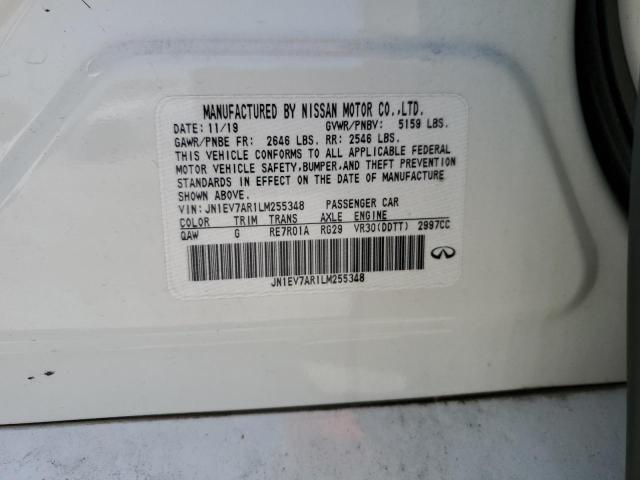 MANUFACTURED BY NISSAN MOTOR CO.,LTD.
DATE: 11/19 GVWR/PNBV: 5159 LBS.
GAWR/PNBE FR: 2646 LBS. RR: 2546 LBS.
THIS VEHICLE CONFORMS TO ALL APPLICABLE FEDERAL
MOTOR VEHICLE SAFETY,BUMPER,AND THEFT PREVENTION
STANDARDS IN EFFECT ON THE DATE OF MANUFACTURE
SHOWN ABOVE.
VIN: JN1EV7AR1LM255348 PASSENGER CAR
COLOR TRIM TRANS AXLE ENGINE
QAW G RE7R01A RG29 VR30(DDTT) 2997CC
JN1EV7AR1LM255348